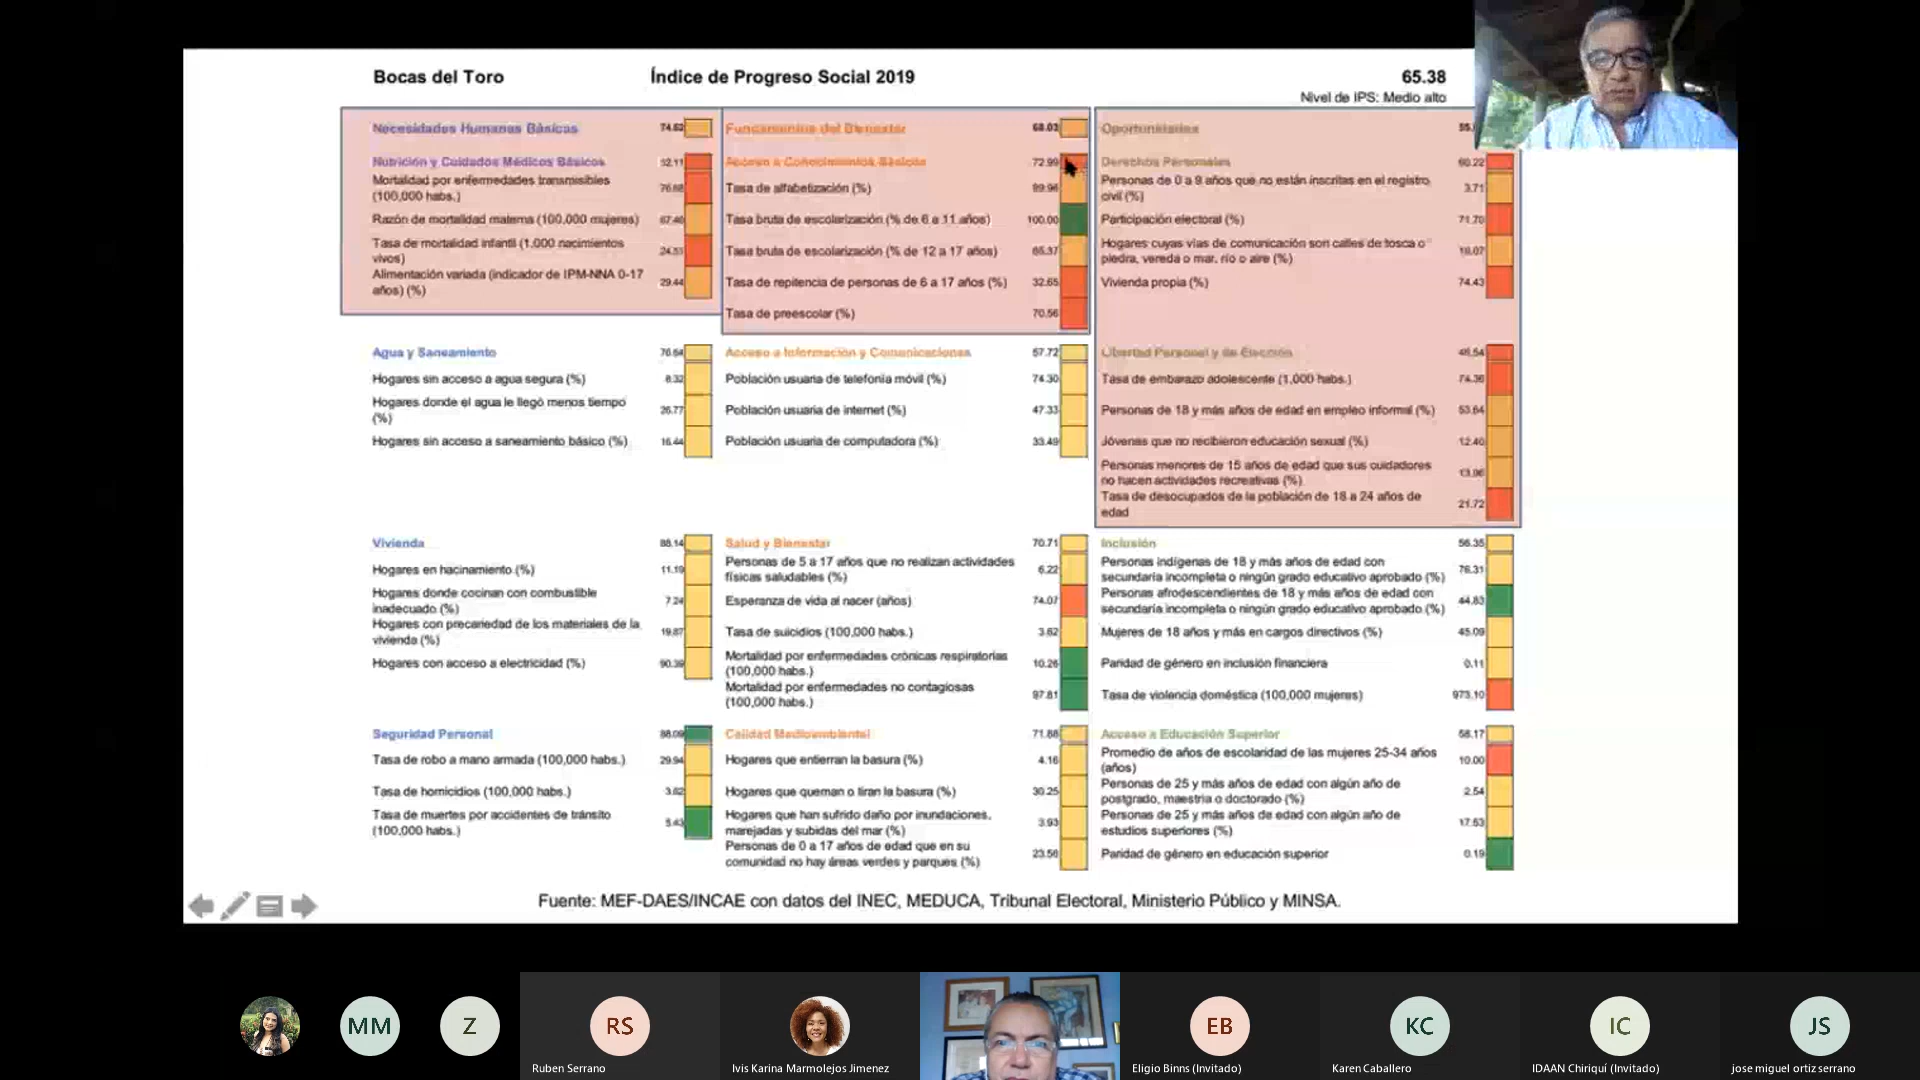 Bocas del Toro
Índice de Progreso Social 2019
65.38
Nivel de IPS: Medio alto
Necesidades Humanas Básicas 74.62
Nutrición y Cuidados Médicos Básicos 52.11
Mortalidad por enfermedades transmisibles
(100,000 habs.) 76.68
Razón de mortalidad materna (100,000 mujeres) 67.40
Tasa de mortalidad infantil (1,000 nacimientos
vivos)
Alimentación variada (indicador de IPM-NNA 0-17
años) (%) 29.44
Agua y Saneamiento 76.64
Hogares sin acceso a agua segura (%) 8.32
Hogares donde el agua le llegó menos tiempo
(%) 26.77
Hogares sin acceso a saneamiento básico (%) 16.44
Vivienda 88.14
Hogares en hacinamiento (%) 11.19
Hogares donde cocinan con combustible
inadecuado (%) 7.24
Hogares con precariedad de los materiales de la
vivienda (%) 19.87
Hogares con acceso a electricidad (%) 90.39
Seguridad Personal 88.09
Tasa de robo a mano armada (100,000 habs.) 29.94
Tasa de homicidios (100,000 habs.) 3.62
Tasa de muertes por accidentes de tránsito
(100,000 habs.) 5.43
Fundamentos del Bienestar 68.03
Acceso a Conocimientos Básicos 72.99
Tasa de alfabetización (%) 89.96
Tasa bruta de escolarización (% de 6 a 11 años) 100.00
Tasa bruta de escolarización (% de 12 a 17 años) 65.37
Tasa de repitencia de personas de 6 a 17 años (%) 32.65
Tasa de preescolar (%) 70.56
Acceso a Información y Comunicaciones 57.72
Población usuaria de telefonía móvil (%) 74.30
Población usuaria de internet (%) 47.33
Población usuaria de computadora (%) 33.49
Salud y Bienestar 70.71
Personas de 5 a 17 años que no realizan actividades
físicas saludables (%) 6.22
Esperanza de vida al nacer (años) 74.07
Tasa de suicidios (100,000 habs.) 3.62
Mortalidad por enfermedades crónicas respiratorias
(100,000 habs.) 10.26
Mortalidad por enfermedades no contagiosas
(100,000 habs.) 97.81
Calidad Medioambiental 71.88
Hogares que entierran la basura (%) 4.16
Hogares que queman o tiran la basura (%) 30.25
Hogares que han sufrido daño por inundaciones,
marejadas y subidas del mar (%) 3.93
Personas de 0 a 17 años de edad que en su
comunidad no hay áreas verdes y parques (%) 23.56
Oportunidades
Derechos Personales 60.22
Personas de 0 a 9 años que no están inscritas en el registro
civil (%) 3.71
Participación electoral (%) 71.70
Hogares cuyas vías de comunicación son calles de tosca o
piedra, vereda o mar, río o aire (%) 18.07
Vivienda propia (%) 74.43
Libertad Personal y de Elección 46.54
Tasa de embarazo adolescente (1,000 habs.) 74.36
Personas de 18 y más años de edad en empleo informal (%) 53.64
Jóvenes que no recibieron educación sexual (%) 12.40
Personas menores de 15 años de edad que sus cuidadores
no hacen actividades recreativas (%) 13.96
Tasa de desocupados de la población de 18 a 24 años de
edad 21.72
Inclusión 56.35
Personas indígenas de 18 y más años de edad con
secundaria incompleta o ningún grado educativo aprobado (%) 76.31
Personas afrodescendientes de 18 y más años de edad con
secundaria incompleta o ningún grado educativo aprobado (%) 44.83
Mujeres de 18 años y más en cargos directivos (%) 45.09
Paridad de género en inclusión financiera 0.11
Tasa de violencia doméstica (100,000 mujeres) 973.10
Acceso a Educación Superior 58.17
Promedio de años de escolaridad de las mujeres 25-34 años
(años) 10.00
Personas de 25 y más años de edad con algún año de
postgrado, maestría o doctorado (%) 2.54
Personas de 25 y más años de edad con algún año de
estudios superiores (%) 17.53
Paridad de género en educación superior 0.19
Fuente: MEF-DAES/INCAE con datos del INEC, MEDUCA, Tribunal Electoral, Ministerio Público y MINSA.
MM
Z
RS
EB
KC
IC
JS
Ruben Serrano
Ivis Karina Marmolejos Jimenez
Eligio Binns (Invitado)
Karen Caballero
IDAAN Chiriquí (Invitado)
jose miguel ortiz serrano